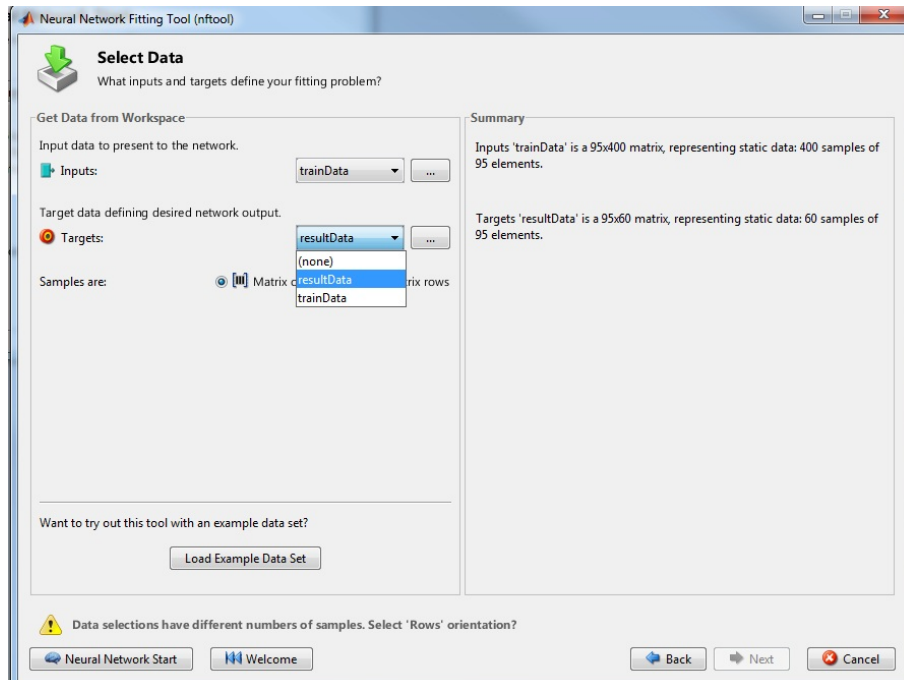 Neural Network Fitting Tool (nftool)
Select Data
What inputs and targets define your fitting problem?
Get Data from Workspace
Input data to present to the network.
Inputs:
trainData
...
Target data defining desired network output.
Targets:
resultData
...
(none)
resultData
trainData
Samples are:
Matrix
rows
Want to try out this tool with an example data set?
Load Example Data Set
Summary
Inputs 'trainData' is a 95x400 matrix, representing static data: 400 samples of
95 elements.
Targets 'resultData' is a 95x60 matrix, representing static data: 60 samples of
95 elements.
Data selections have different numbers of samples. Select 'Rows' orientation?
Neural Network Start
Welcome
Back
Next
Cancel